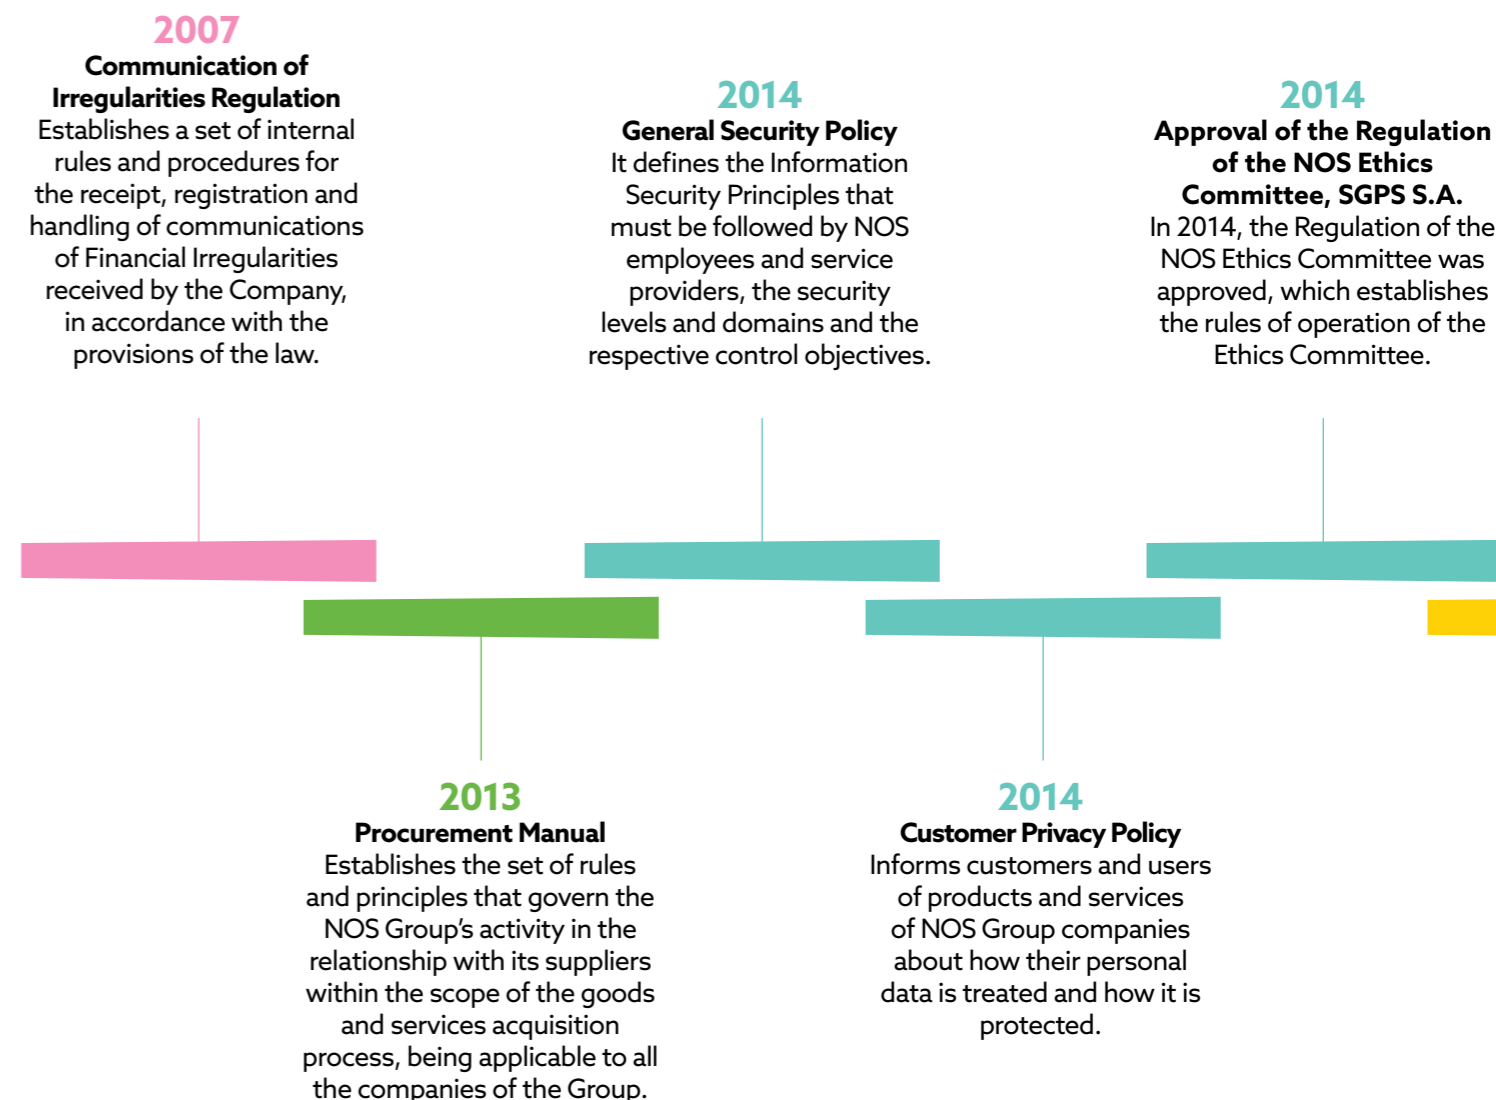 2007
Communication of
Irregularities Regulation
Establishes a set of internal
rules and procedures for
the receipt, registration and
handling of communications
of Financial Irregularities
received by the Company,
in accordance with the
provisions of the law.
2013
Procurement Manual
Establishes the set of rules
and principles that govern the
NOS Group's activity in the
relationship with its suppliers
within the scope of the goods
and services acquisition
process, being applicable to all
the companies of the Group.
2014
General Security Policy
It defines the Information
Security Principles that
must be followed by NOS
employees and service
providers, the security
levels and domains and the
respective control objectives.
2014
Customer Privacy Policy
Informs customers and users
of products and services
of NOS Group companies
about how their personal
data is treated and how it is
protected.
2014
Approval of the Regulation
of the NOS Ethics
Committee, SGPS S.A.
In 2014, the Regulation of the
NOS Ethics Committee was
approved, which establishes
the rules of operation of the
Ethics Committee.